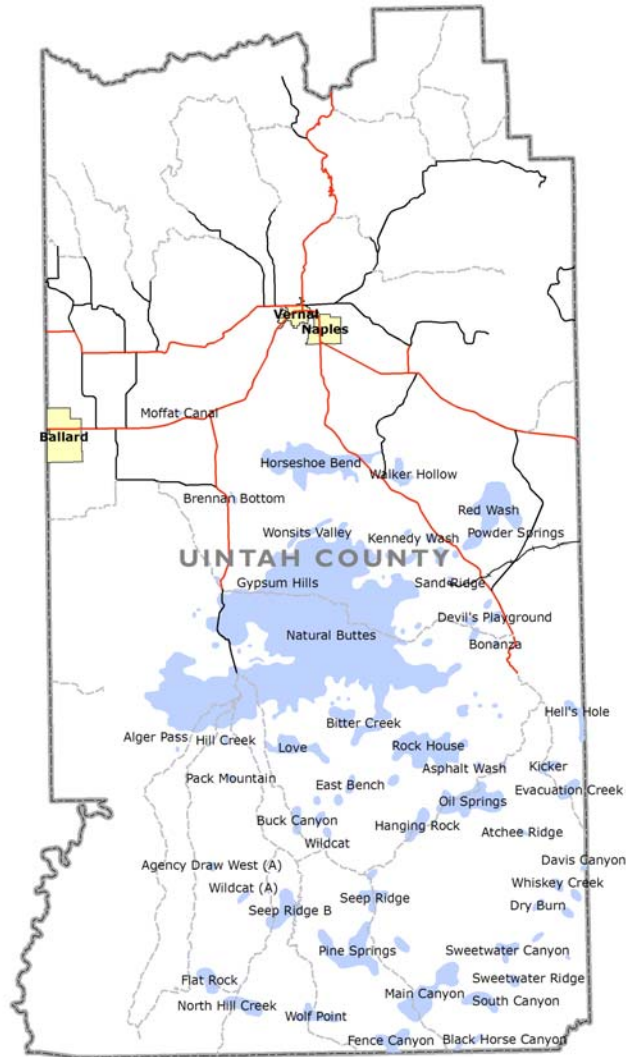 Vernal
Naples
Moffat Canal
Ballard
Horseshoe Bend
Walker Hollow
Brennan Bottom
Red Wash
Wonsits Valley
Kennedy Wash
Powder Springs
UINTAH COUNTY
Gypsum Hills
Sand Ridge
Devil's Playground
Natural Buttes
Bonanza
Hell's Hole
Bitter Creek
Alger Pass
Hill Creek
Love
Rock House
Asphalt Wash
Kicker
Pack Mountain
East Bench
Evacuation Creek
Oil Springs
Buck Canyon
Hanging Rock
Atchee Ridge
Wildcat
Davis Canyon
Agency Draw West (A)
Whiskey Creek
Wildcat (A)
Seep Ridge
Dry Burn
Seep Ridge B
Pine Springs
Sweetwater Canyon
Flat Rock
Sweetwater Ridge
Main Canyon
South Canyon
North Hill Creek
Wolf Point
Fence Canyon
Black Horse Canyon